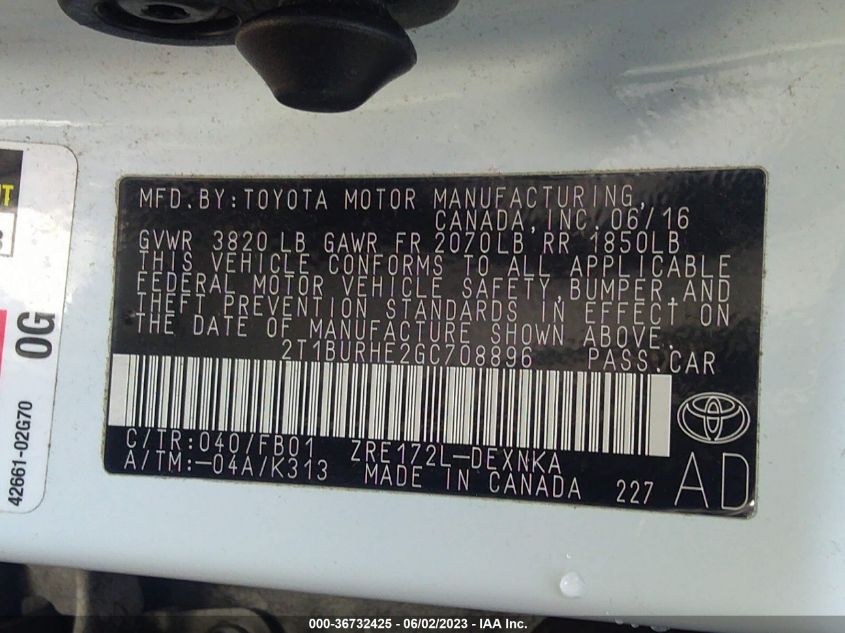 MFD.BY:TOYOTA MOTOR MANUFACTURING,
CANADA,INC.06/16
GVWR 3820 LB GAWR FR 2070LB RR 1850LB
THIS VEHICLE CONFORMS TO ALL APPLICABLE
FEDERAL MOTOR VEHICLE SAFETY,BUMPER AND
THEFT PREVENTION STANDARDS IN EFFECT ON
THE DATE OF MANUFACTURE SHOWN ABOVE.
2T1BURHE2GC708896 PASS.CAR
C/TR:040/FB01 ZRE172L-DEXNKA
A/TM:-04A/K313 MADE IN CANADA 227 AD
42661-02G70
0G
000-36732425 - 06/02/2023 - IAA Inc.